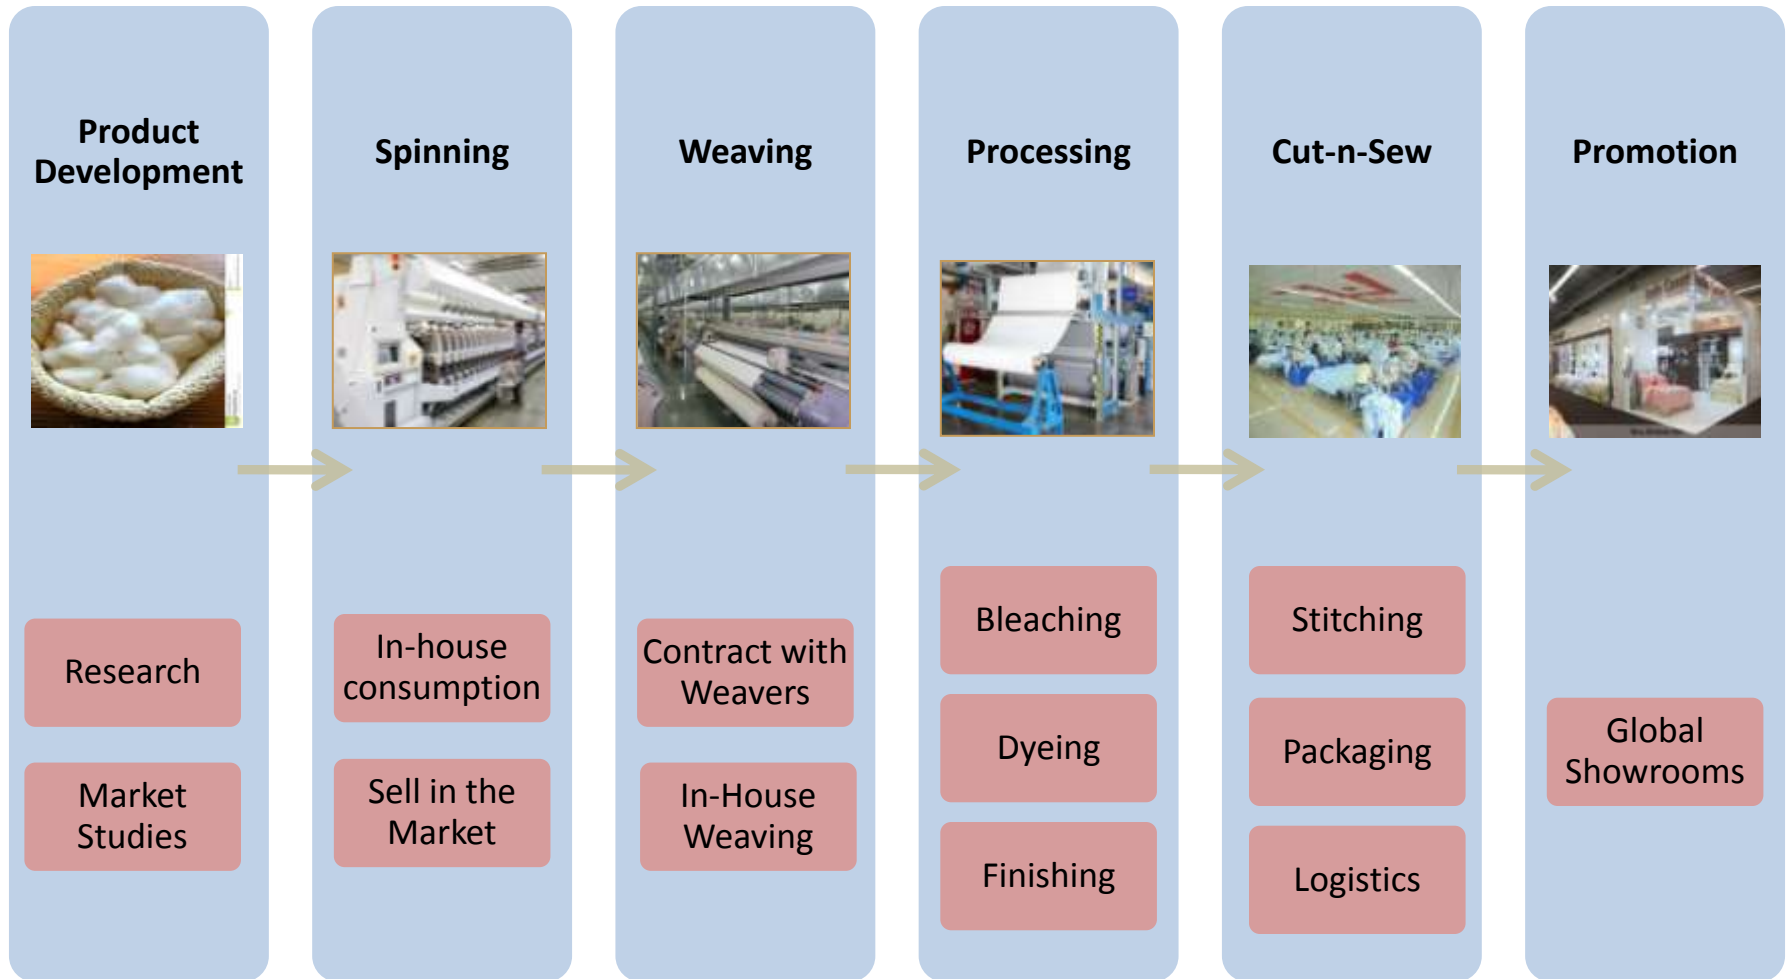 Product
Development
Spinning
Weaving
Processing
Cut-n-Sew
Promotion
Research
Market
Studies
In-house
consumption
Sell in the
Market
Contract with
Weavers
In-House
Weaving
Bleaching
Dyeing
Finishing
Stitching
Packaging
Logistics
Global
Showrooms